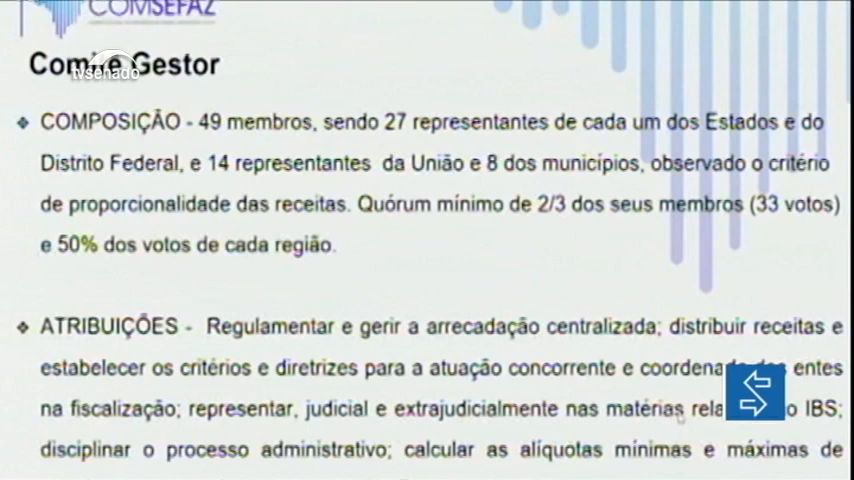 COMSEFAZ
Comitê Gestor
tvsenado
❖ COMPOSIÇÃO - 49 membros, sendo 27 representantes de cada um dos Estados e do
Distrito Federal, e 14 representantes da União e 8 dos municípios, observado o critério
de proporcionalidade das receitas. Quórum mínimo de 2/3 dos seus membros (33 votos)
e 50% dos votos de cada região.
❖ ATRIBUIÇÕES - Regulamentar e gerir a arrecadação centralizada; distribuir receitas e
estabelecer os critérios e diretrizes para a atuação concorrente e coordenada dos entes
na fiscalização; representar, judicial e extrajudicialmente nas matérias rela o IBS;
disciplinar o processo administrativo; calcular as alíquotas mínimas e máximas de